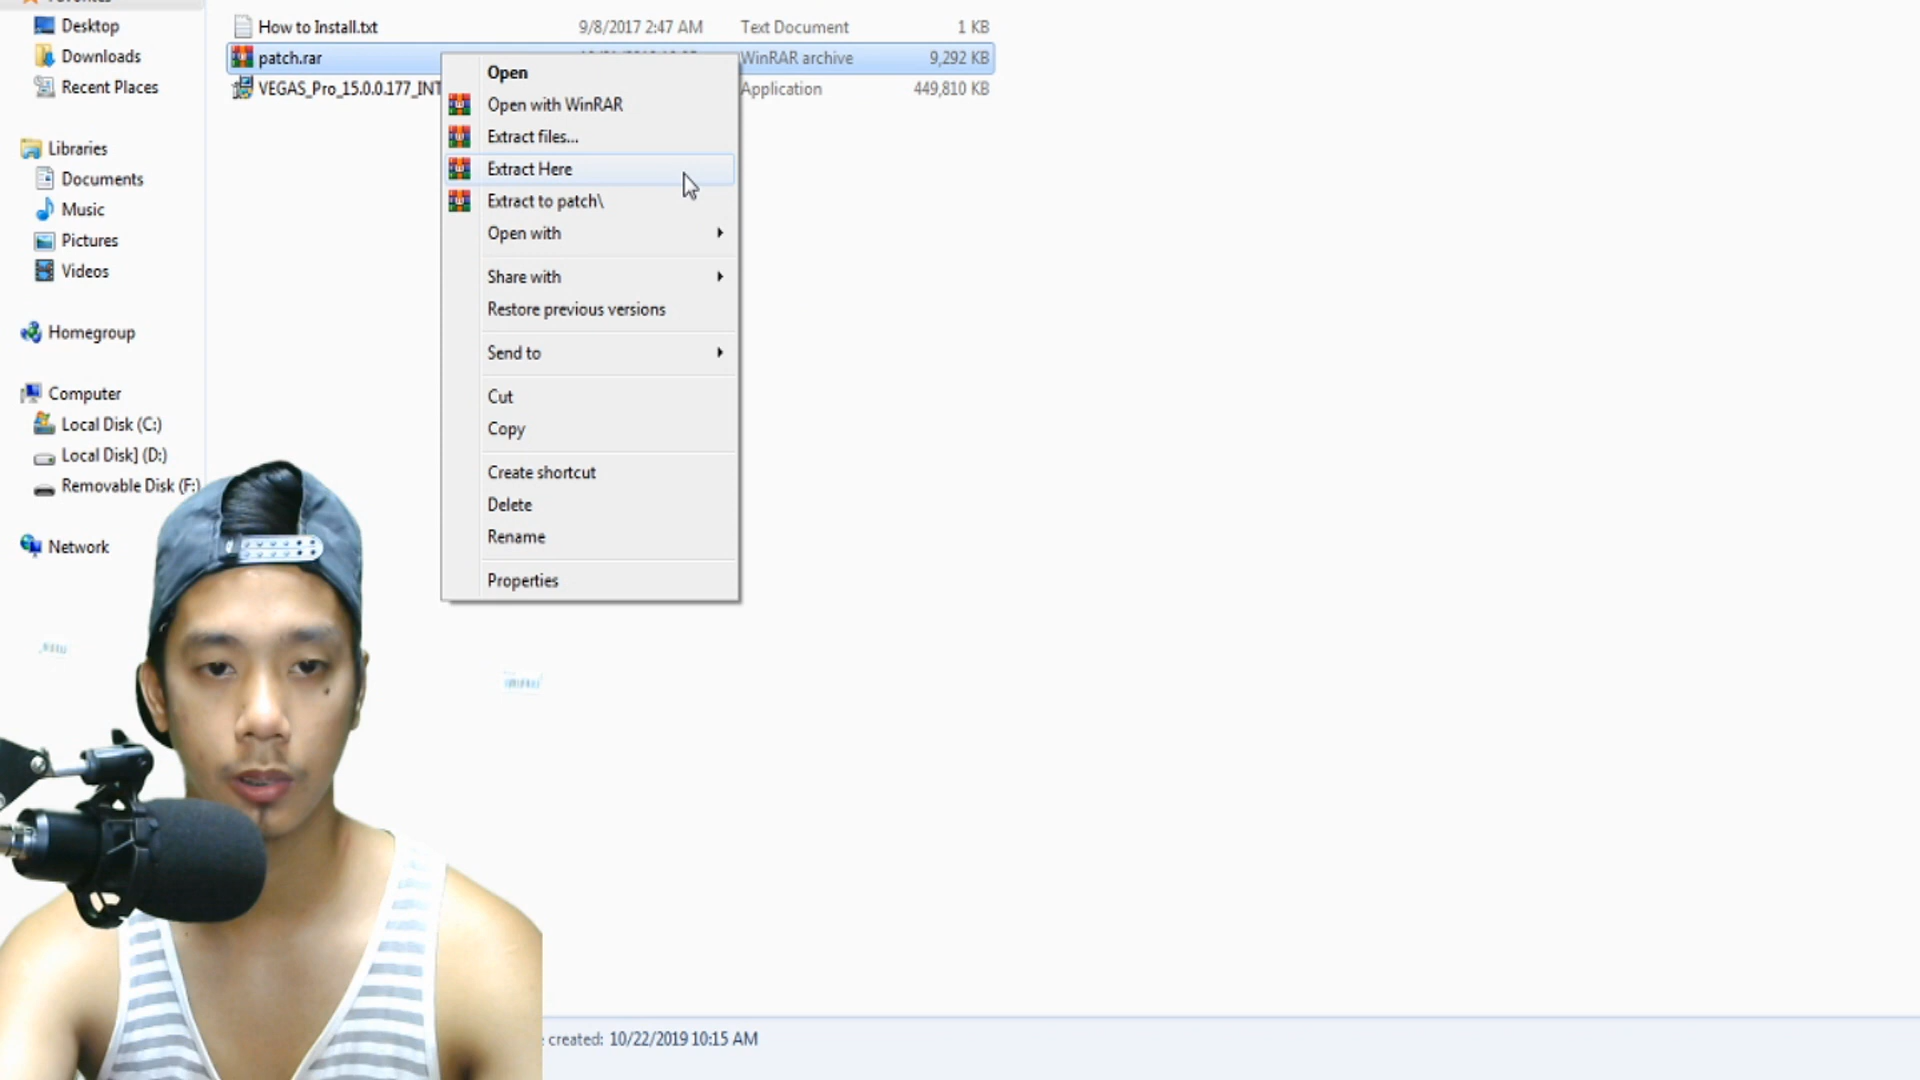 Desktop
Downloads
Recent Places
Libraries
Documents
Music
Pictures
Videos
Homegroup
Computer
Local Disk (C:)
Local Disk] (D:)
Removable Disk (F:)
Network
How to Install.txt 9/8/2017 2:47 AM Text Document 1 KB
patch.rar WinRAR archive 9,292 KB
VEGAS_Pro_15.0.0.177_INT Application 449,810 KB
Open
Open with WinRAR
Extract files...
Extract Here
Extract to patch\
Open with
Share with
Restore previous versions
Send to
Cut
Copy
Create shortcut
Delete
Rename
Properties
created: 10/22/2019 10:15 AM